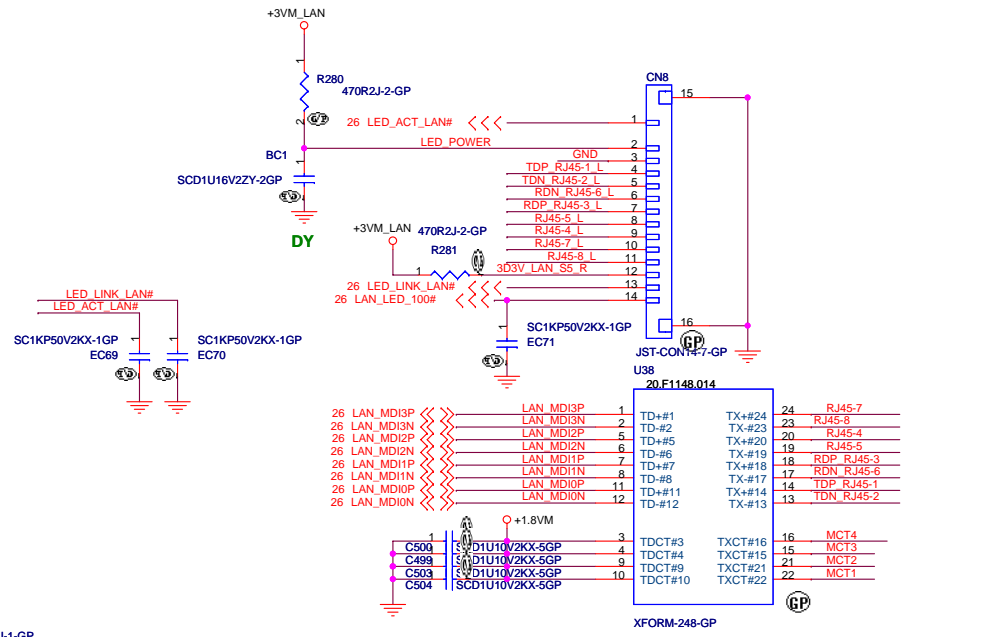 +3VM_LAN
1
R280
470R2J-2-GP
2
GP
BC1
1
SCD1U16V2ZY-2GP
DY
26 LED_ACT_LAN#
LED_POWER
GND
TDP_RJ45-1_L
TDN_RJ45-2_L
RDN_RJ45-6_L
RDP_RJ45-3_L
RJ45-5_L
RJ45-4_L
RJ45-7_L
RJ45-8_L
3D3V_LAN_S5_R
CN8
15
1
2
3
4
5
6
7
8
9
10
11
12
13
14
16
GP
JST-CON14-7-GP
20.F1148.014
+3VM_LAN
470R2J-2-GP
R281
1
26 LED_LINK_LAN#
26 LAN_LED_100#
1
SC1KP50V2KX-1GP
EC71
LED_LINK_LAN#
LED_ACT_LAN#
SC1KP50V2KX-1GP
EC69
1
1
SC1KP50V2KX-1GP
EC70
U38
26 LAN_MDI3P LAN_MDI3P 1 TD+#1 TX+#24 24 RJ45-7
26 LAN_MDI3N LAN_MDI3N 2 TD-#2 TX-#23 23 RJ45-8
26 LAN_MDI2P LAN_MDI2P 5 TD+#5 TX+#20 20 RJ45-4
26 LAN_MDI2N LAN_MDI2N 6 TD-#6 TX-#19 19 RJ45-5
26 LAN_MDI1P LAN_MDI1P 7 TD+#7 TX+#18 18 RDP_RJ45-3
26 LAN_MDI1N LAN_MDI1N 8 TD-#8 TX-#17 17 RDN_RJ45-6
26 LAN_MDI0P LAN_MDI0P 11 TD+#11 TX+#14 14 TDP_RJ45-1
26 LAN_MDI0N LAN_MDI0N 12 TD-#12 TX-#13 13 TDN_RJ45-2
+1.8VM
1
3 TDCT#3 TXCT#16 16 MCT4
C500 SCD1U10V2KX-5GP 4 TDCT#4 TXCT#15 15 MCT3
C499 SCD1U10V2KX-5GP 9 TDCT#9 TXCT#21 21 MCT2
C503 SCD1U10V2KX-5GP 10 TDCT#10 TXCT#22 22 MCT1
C504 SCD1U10V2KX-5GP
GP
XFORM-248-GP